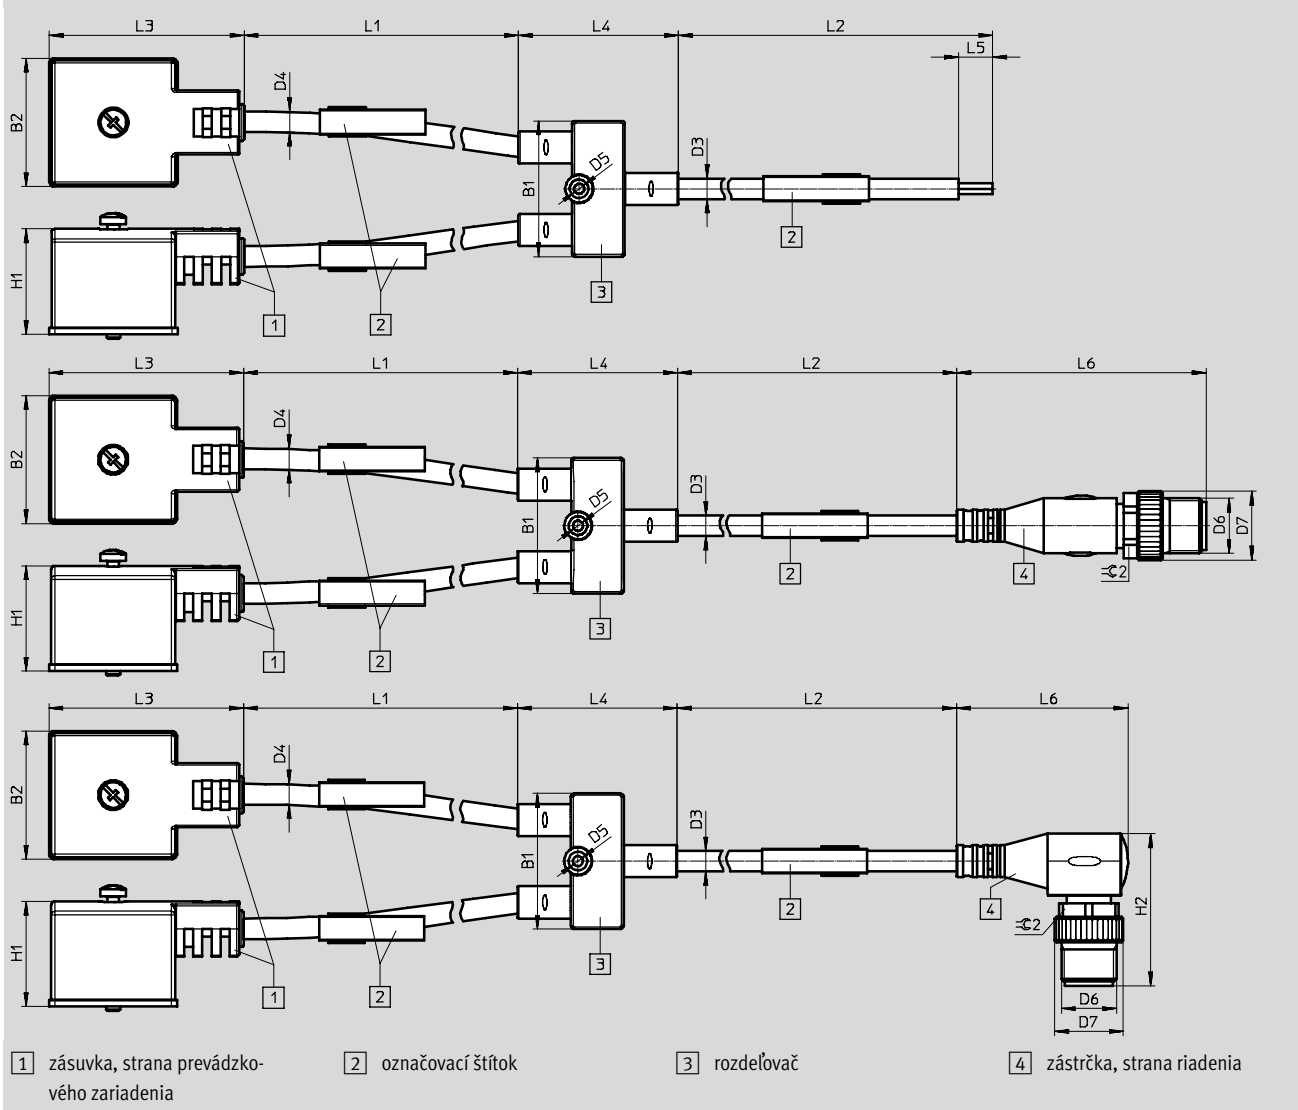 L3 L1 L4 L2
L5
B2 D4 B1 D5 D3
H1
1 2 3 2
L3 L1 L4 L2 L6
B2 D4 B1 D5 D3 D6 D7
H1
1 2 3 2 4 2
L3 L1 L4 L2 L6
B2 D4 B1 D5 D3 H2
H1
1 2 3 2 4 2
D6
D7
1 zásuvka, strana prevádzko-
vého zariadenia
2 označovací štítok
3 rozdeľovač
4 zástrčka, strana riadenia